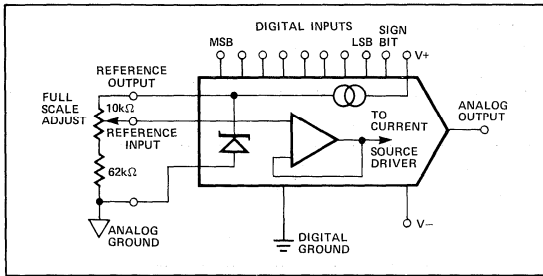 DIGITAL INPUTS
SIGN
BIT
MSB
LSB
V+
REFERENCE OUTPUT
FULL
SCALE
ADJUST
10kΩ
REFERENCE
INPUT
62kΩ
TO
CURRENT
SOURCE
DRIVER
ANALOG
OUTPUT
ANALOG
GROUND
DIGITAL
GROUND
V−